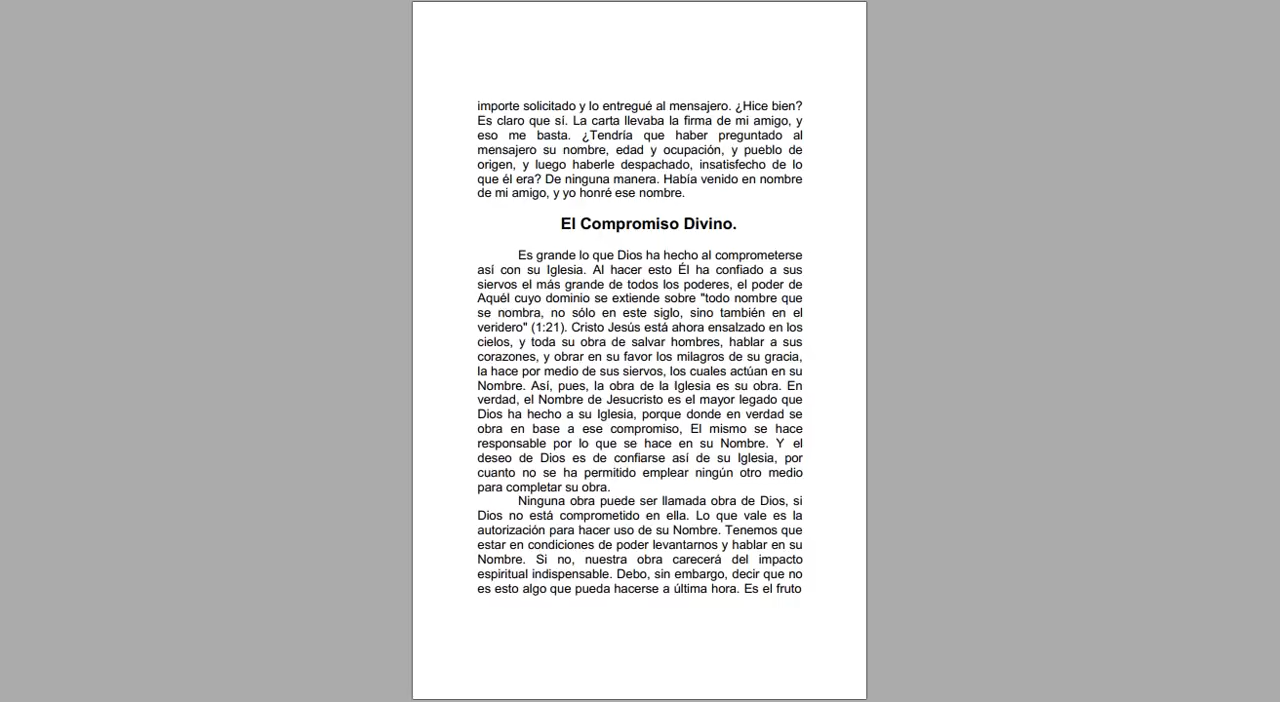 importe solicitado y lo entregué al mensajero. ¿Hice bien?
Es claro que sí. La carta llevaba la firma de mi amigo, y
eso me basta. ¿Tendría que haber preguntado al
mensajero su nombre, edad y ocupación, y pueblo de
origen, y luego haberle despachado, insatisfecho de lo
que él era? De ninguna manera. Había venido en nombre
de mi amigo, y yo honré ese nombre.
El Compromiso Divino.
Es grande lo que Dios ha hecho al comprometerse
así con su Iglesia. Al hacer esto Él ha confiado a sus
siervos el más grande de todos los poderes, el poder de
Aquél cuyo dominio se extiende sobre "todo nombre que
se nombra, no sólo en este siglo, sino también en el
veridero" (1:21). Cristo Jesús está ahora ensalzado en los
cielos, y toda su obra de salvar hombres, hablar a sus
corazones, y obrar en su favor los milagros de su gracia,
la hace por medio de sus siervos, los cuales actúan en su
Nombre. Así, pues, la obra de la Iglesia es su obra. En
verdad, el Nombre de Jesucristo es el mayor legado que
Dios ha hecho a su Iglesia, porque donde en verdad se
obra en base a ese compromiso, El mismo se hace
responsable por lo que se hace en su Nombre. Y el
deseo de Dios es de confiarse así de su Iglesia, por
cuanto no se ha permitido emplear ningún otro medio
para completar su obra.
Ninguna obra puede ser llamada obra de Dios, si
Dios no está comprometido en ella. Lo que vale es la
autorización para hacer uso de su Nombre. Tenemos que
estar en condiciones de poder levantarnos y hablar en su
Nombre. Si no, nuestra obra carecerá del impacto
espiritual indispensable. Debo, sin embargo, decir que no
es esto algo que pueda hacerse a última hora. Es el fruto